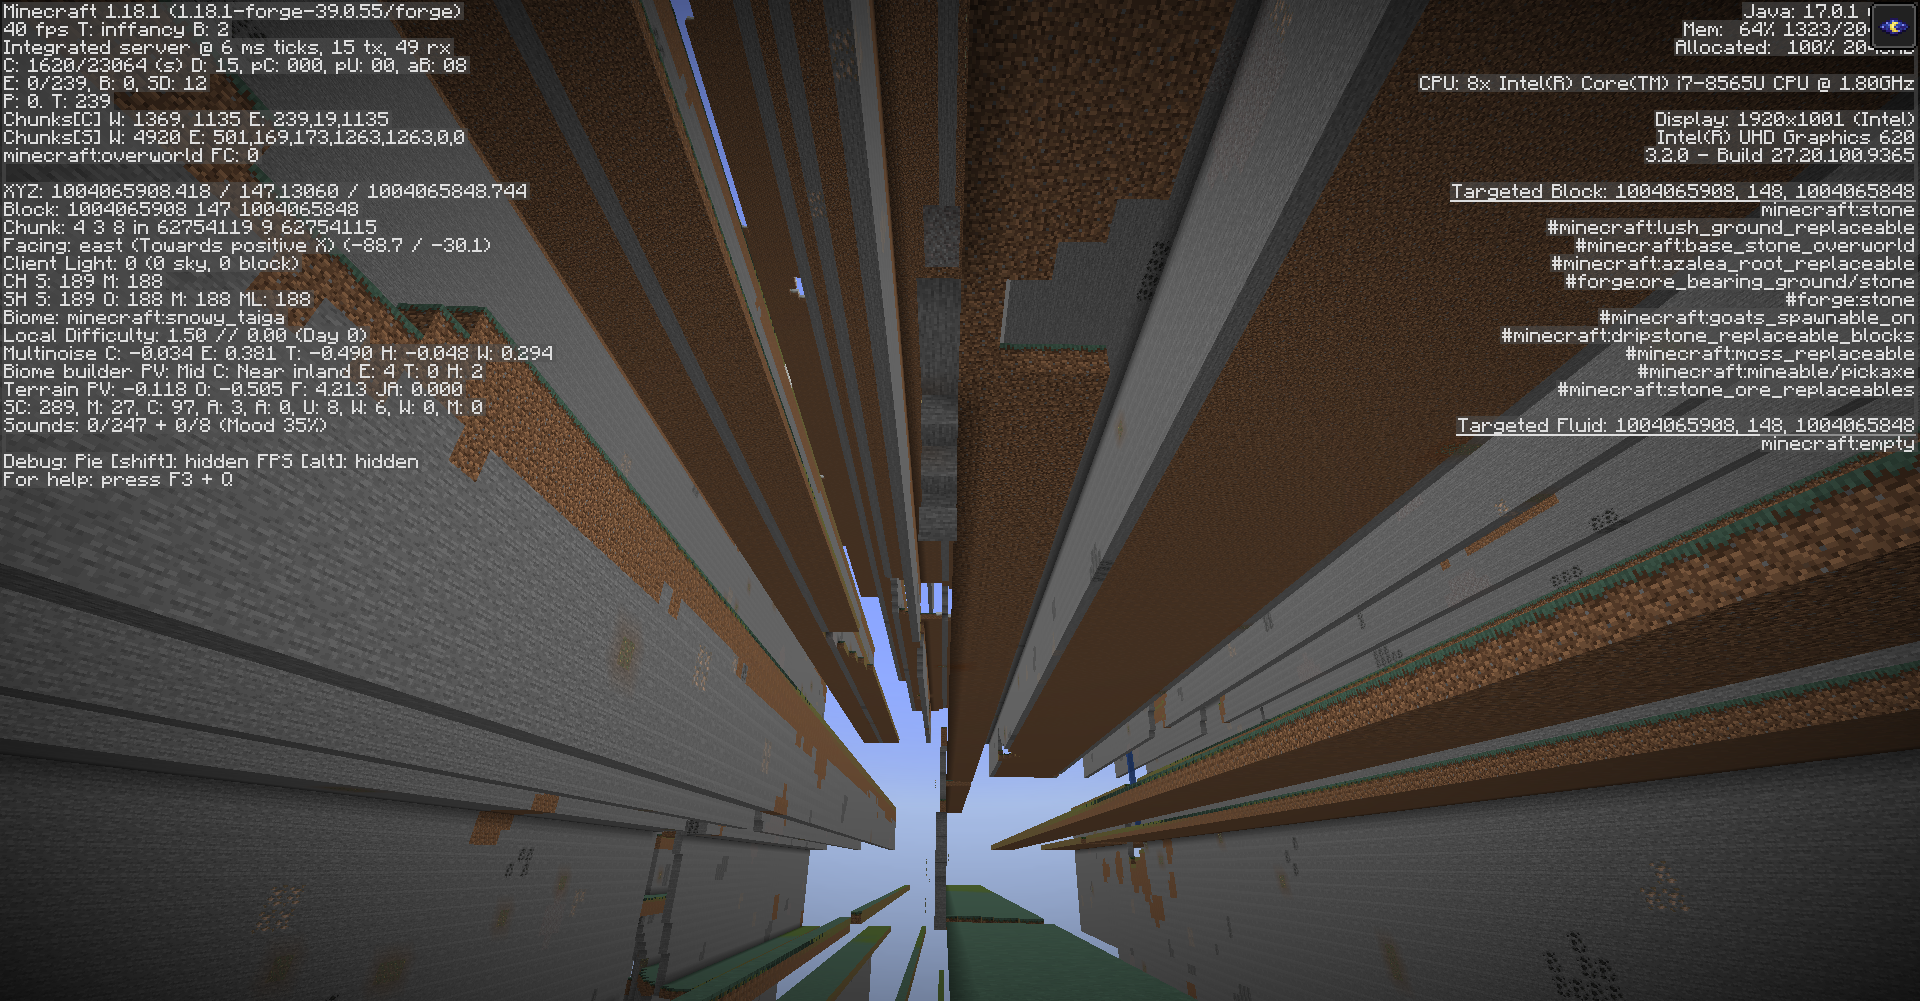 Minecraft 1.18.1 (1.18.1-forge-39.0.55/forge)
40 fps T: inffancy B: 2
Integrated server @ 6 ms ticks, 15 tx, 49 rx
C: 1620/23064 (s) D: 15, pC: 000, pU: 00, aB: 08
E: 0/239, B: 0, SD: 12
P: 0. T: 239
Chunks[C] W: 1369, 1135 E: 239,19,1135
Chunks[S] W: 4920 E: 501,169,173,1263,1263,0,0
minecraft:overworld FC: 0
XYZ: 1004065908.418 / 147.13060 / 1004065848.744
Block: 1004065908 147 1004065848
Chunk: 4 3 8 in 62754119 9 62754115
Facing: east (Towards positive X) (-88.7 / -30.1)
Client Light: 0 (0 sky, 0 block)
CH S: 189 M: 188
SH S: 189 O: 188 M: 188 ML: 188
Biome: minecraft:snowy_taiga
Local Difficulty: 1.50 // 0.00 (Day 0)
Multinoise C: -0.034 E: 0.381 T: -0.490 H: -0.048 W: 0.294
Biome builder PV: Mid C: Near inland E: 4 T: 0 H: 2
Terrain PV: -0.118 O: -0.505 F: 4.213 JA: 0.000
SC: 289, M: 27, C: 97, A: 3, A: 0, U: 8, W: 6, W: 0, M: 0
Sounds: 0/247 + 0/8 (Mood 35%)
Debug: Pie [shift]: hidden FPS [alt]: hidden
For help: press F3 + Q
Java: 17.0.1
Mem: 64% 1323/20
Allocated: 100% 20
CPU: 8x Intel(R) Core(TM) i7-8565U CPU @ 1.80GHz
Display: 1920x1001 (Intel)
Intel(R) UHD Graphics 620
3.2.0 - Build 27.20.100.9365
Targeted Block: 1004065908, 148, 1004065848
minecraft:stone
#minecraft:lush_ground_replaceable
#minecraft:base_stone_overworld
#minecraft:azalea_root_replaceable
#forge:ore_bearing_ground/stone
#forge:stone
#minecraft:goats_spawnable_on
#minecraft:dripstone_replaceable_blocks
#minecraft:moss_replaceable
#minecraft:mineable/pickaxe
#minecraft:stone_ore_replaceables
Targeted Fluid: 1004065908, 148, 1004065848
minecraft:empty